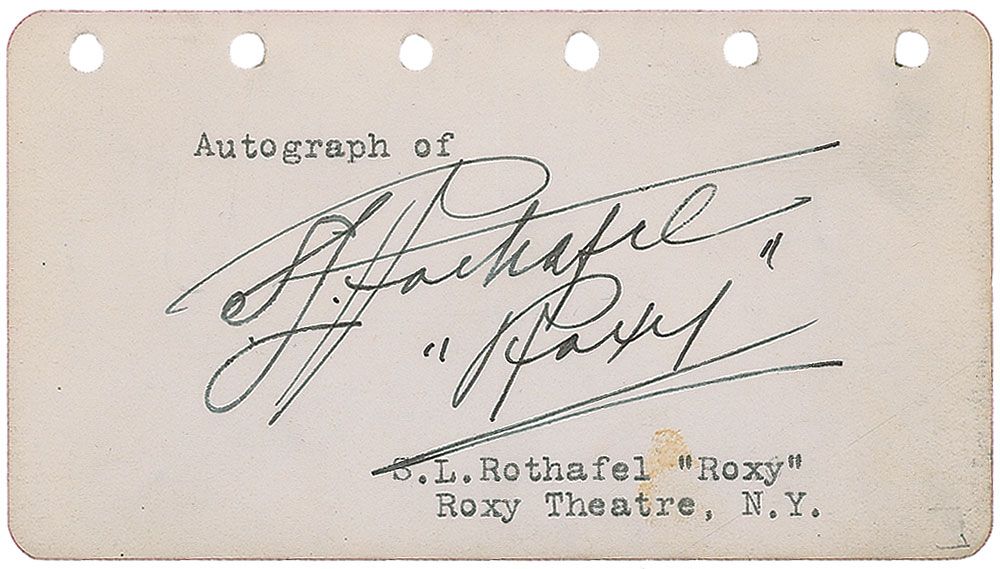 Autograph of
S.L. Rothafel
"Roxy"
S.L.Rothafel "Roxy"
Roxy Theatre, N.Y.